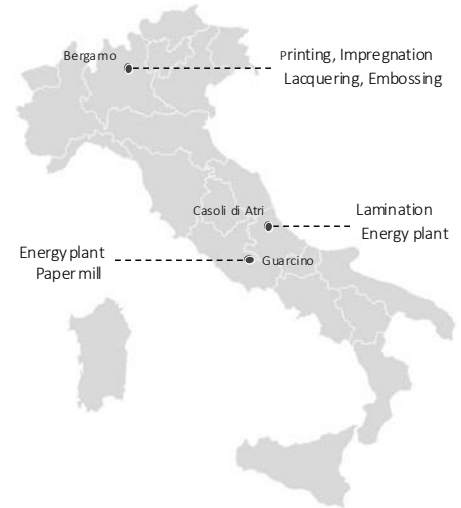 Bergamo
Printing, Impregnation
Lacquering, Embossing
Casoli di Atri
Lamination
Energy plant
Energy plant
Paper mill
Guarcino